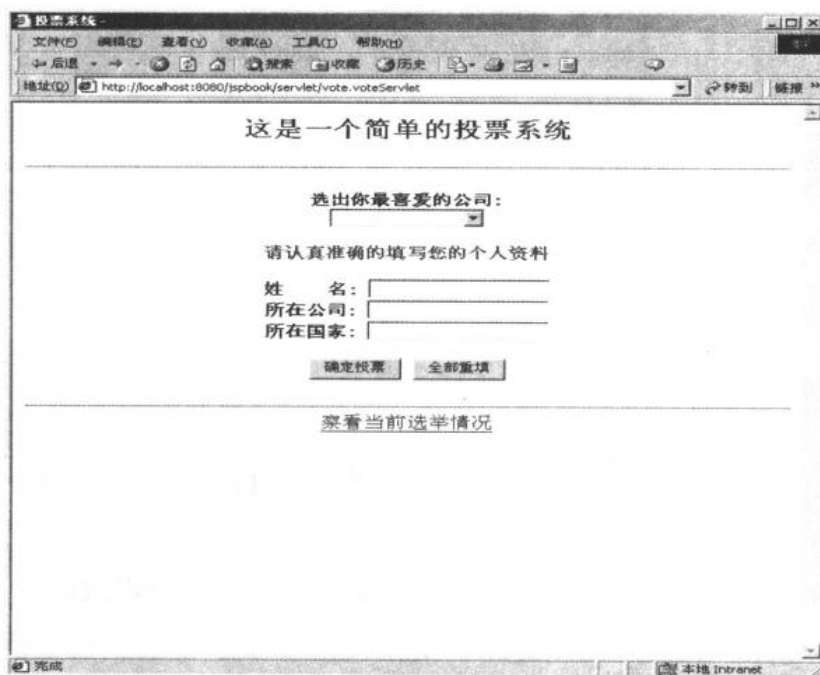 投票系统 -
文件(F) 编辑(E) 查看(V) 收藏(A) 工具(T) 帮助(H)
后退 搜索 收藏 历史
地址(D) http://localhost:8080/jspbook/servlet/vote.voteServlet 转到 链接 »
这是一个简单的投票系统
选出你最喜爱的公司：
请认真准确的填写您的个人资料
姓 名：
所在公司：
所在国家：
确定投票 全部重填
察看当前选举情况
完成 本地 Intranet